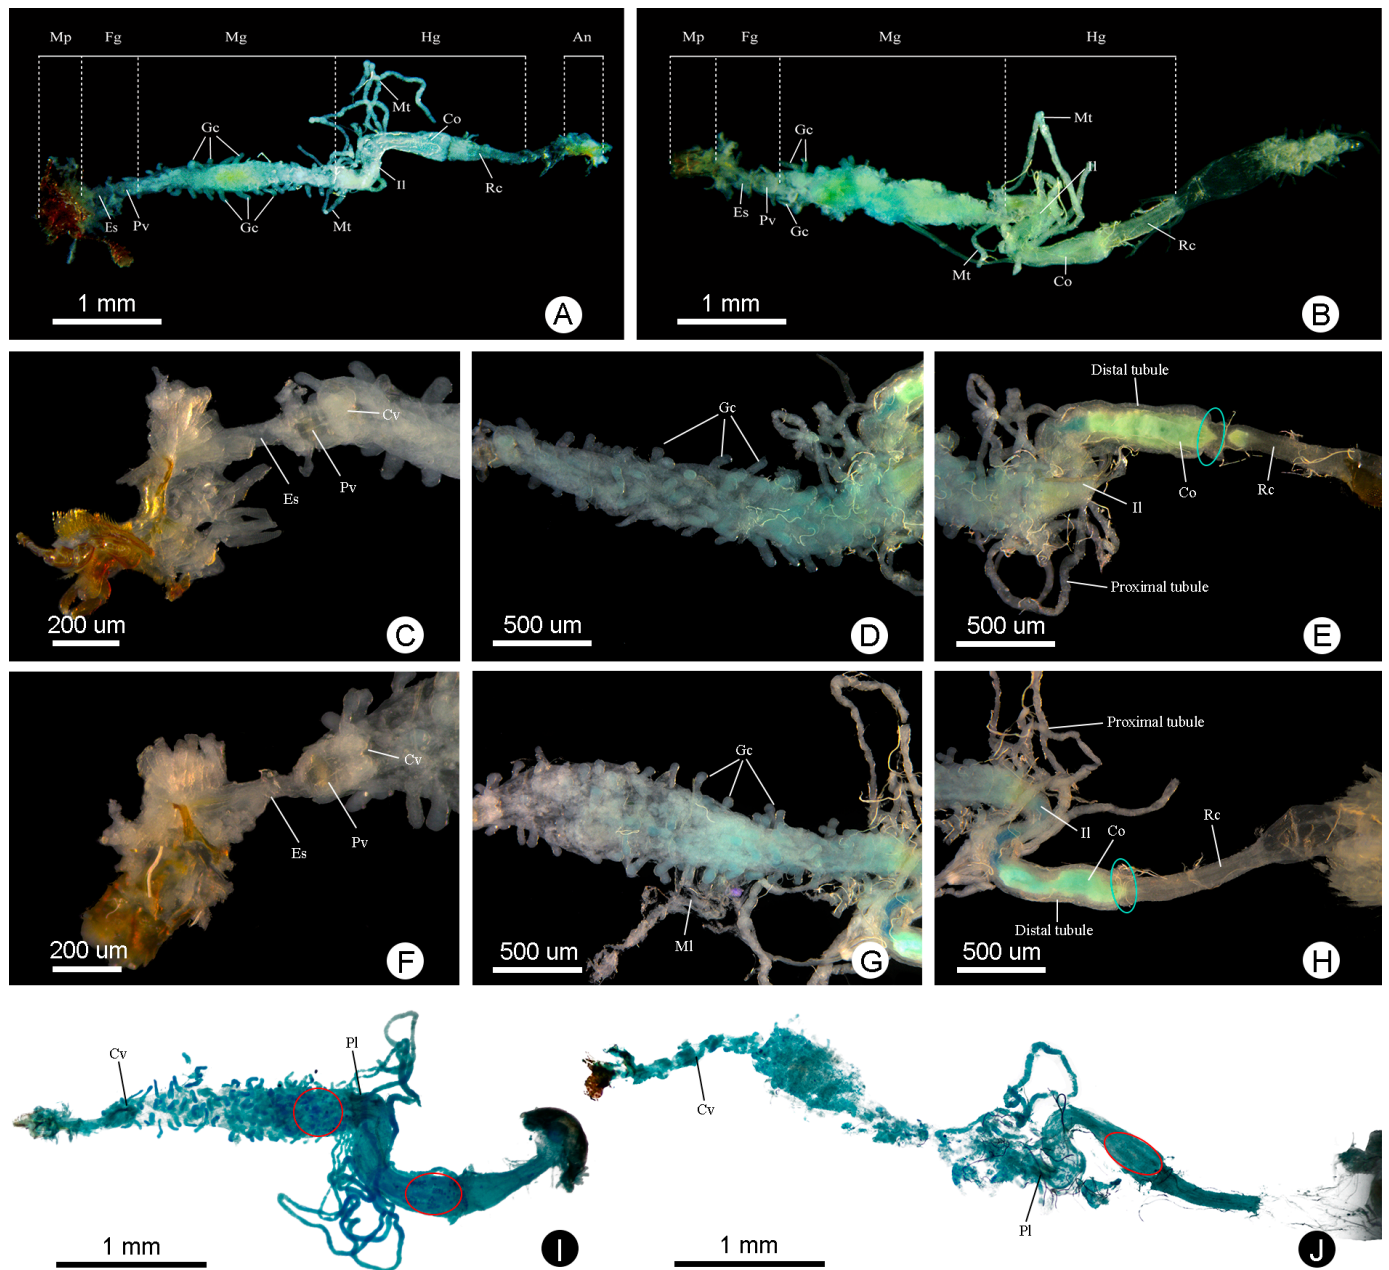 Mp Fg Mg Hg An
Mt
Co
Gc
Il
Rc
Es
Pv
Gc
Mt
1 mm
A
Mp Fg Mg Hg
Mt
Gc
Il
Es
Pv
Gc
Rc
Mt
Co
1 mm
B
Cv
Es
Pv
200 um
C
Gc
500 um
D
Distal tubule
Co
Rc
Il
Proximal tubule
500 um
E
Cv
Es
Pv
200 um
F
Gc
Ml
500 um
G
Proximal tubule
Il
Co
Rc
Distal tubule
500 um
H
Cv
Pl
1 mm
I
Cv
Pl
1 mm
J